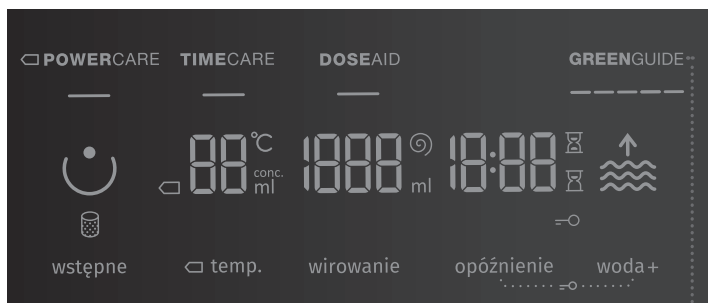 POWERCARE TIMECARE DOSEAID GREENGUIDE
88 °C 1888 18:88
conc.
ml ml
wstępne temp. wirowanie opóźnienie woda+